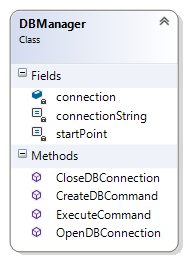 DBManager
Class
Fields
connection
connectionString
startPoint
Methods
CloseDBConnection
CreateDBCommand
ExecuteCommand
OpenDBConnection